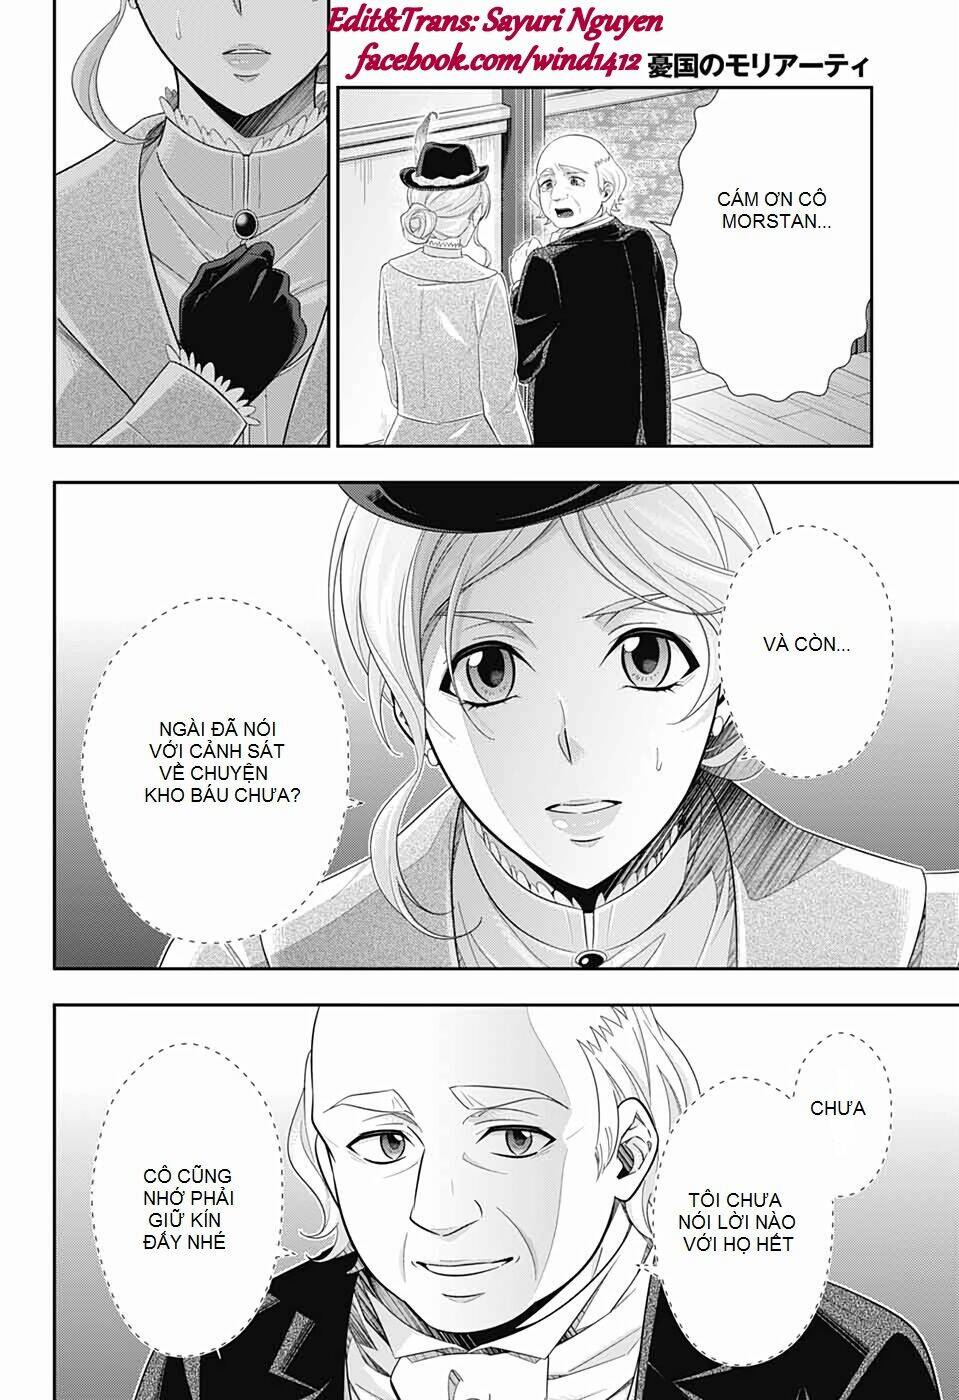 Edit&Trans: Sayuri Nguyen
facebook.com/wind1412
憂国のモリアーティ
CÁM ƠN CÔ
MORSTAN...
VÀ CÒN...
NGÀI ĐÃ NÓI
VỚI CẢNH SÁT
VỀ CHUYỆN
KHO BÁU CHƯA?
CHƯA
TÔI CHƯA
NÓI LỜI NÀO
VỚI HỌ HẾT
CÔ CŨNG
NHỚ PHẢI
GIỮ KÍN
ĐẤY NHÉ